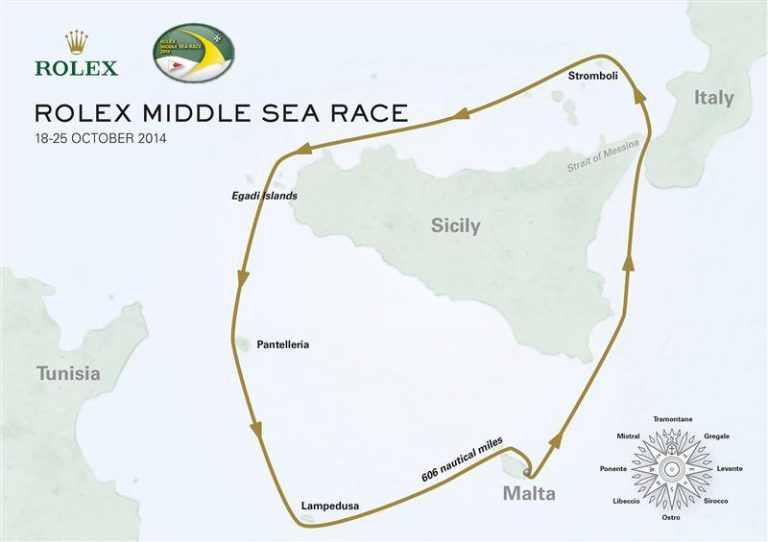 ROLEX
ROLEX
MIDDLE SEA RACE
2014
ROLEX MIDDLE SEA RACE
18-25 OCTOBER 2014
Stromboli
Italy
Strait of Messina
Egadi Islands
Sicily
Pantelleria
Tunisia
606 nautical miles
Lampedusa
Malta
Tramontane
Mistral
Gregale
Ponente
Levante
Libeccio
Sirocco
Ostro